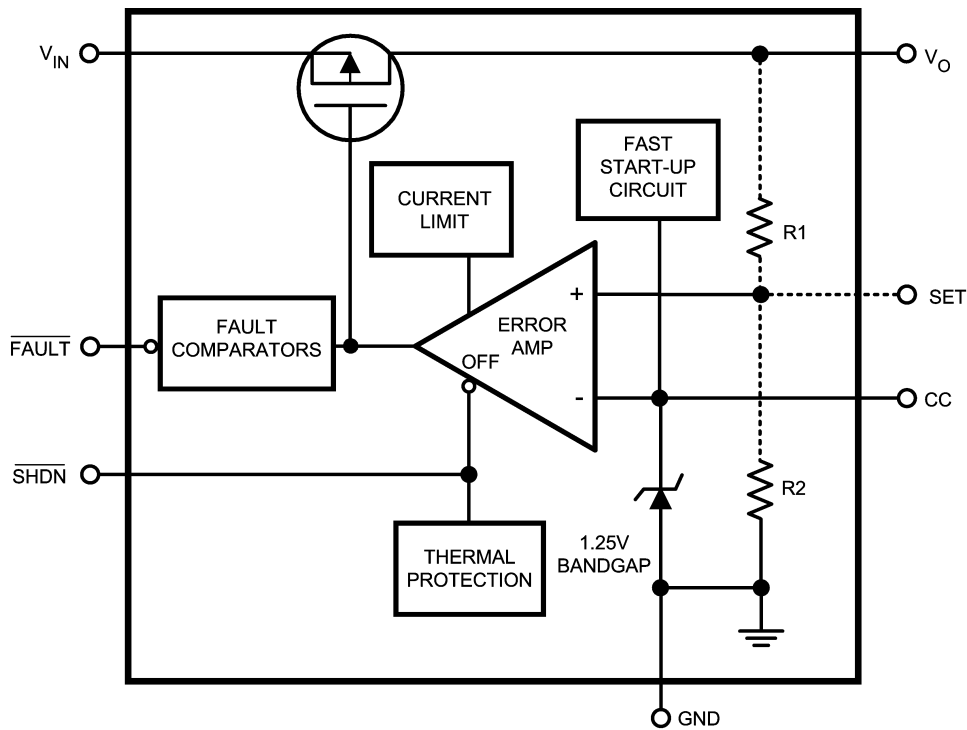 VIN
VO
FAST
START-UP
CIRCUIT
CURRENT
LIMIT
R1
+
SET
ERROR
AMP
FAULT
FAULT
COMPARATORS
OFF
-
CC
SHDN
R2
THERMAL
PROTECTION
1.25V
BANDGAP
GND